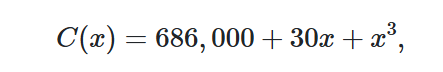 C(x) = 686,000 + 30x + x³,